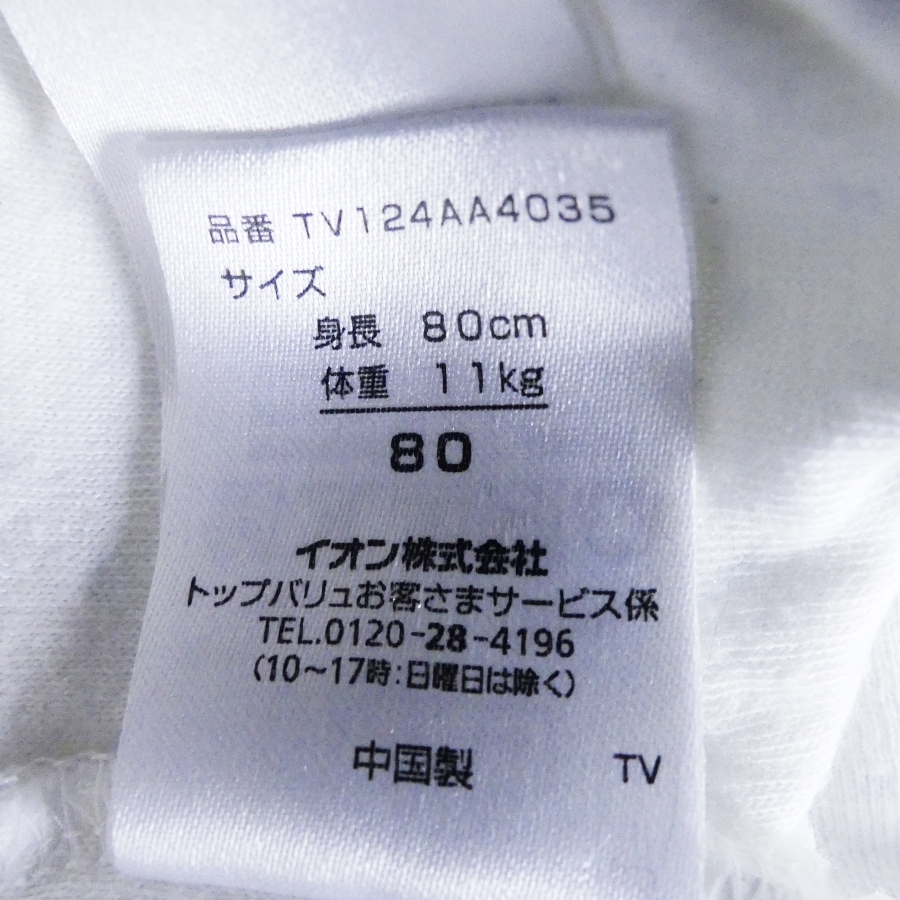 品番 TV124AA4035
サイズ
身長 80cm
体重 11kg
80
イオン株式会社
トップバリュお客さまサービス係
TEL.0120-28-4196
(10～17時:日曜日は除く)
中国製 TV